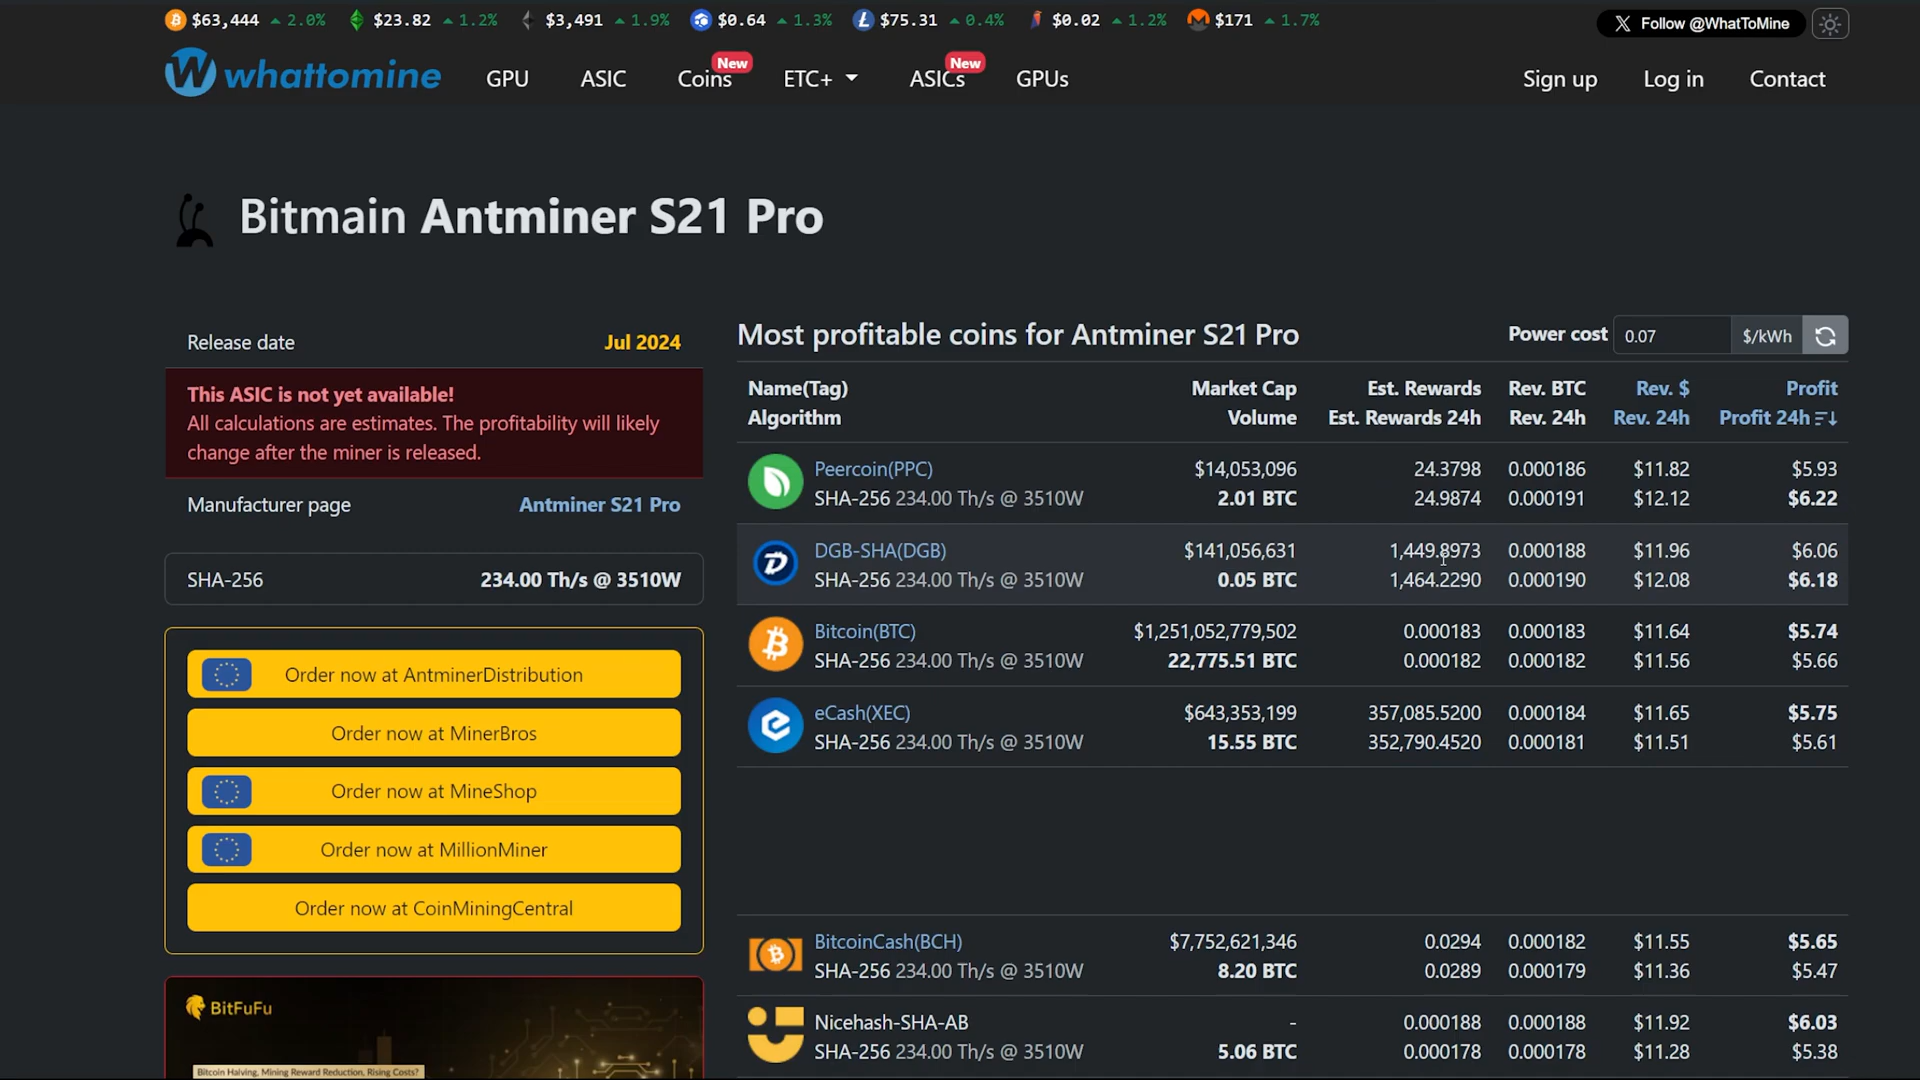 $63,444 ▲ 2.0% $23.82 ▲ 1.2% $3,491 ▲ 1.9% $0.64 ▲ 1.3% $75.31 ▲ 0.4% $0.02 ▲ 1.2% $171 ▲ 1.7%
Follow @WhatToMine
whattomine GPU ASIC Coins New ETC+ ASICs New GPUs Sign up Log in Contact
Bitmain Antminer S21 Pro
Release date Jul 2024
This ASIC is not yet available!
All calculations are estimates. The profitability will likely
change after the miner is released.
Manufacturer page Antminer S21 Pro
SHA-256 234.00 Th/s @ 3510W
Order now at AntminerDistribution
Order now at MinerBros
Order now at MineShop
Order now at MillionMiner
Order now at CoinMiningCentral
BitFuFu
Bitcoin Halving, Mining Reward Reduction, Rising Costs?
Most profitable coins for Antminer S21 Pro Power cost 0.07 $/kWh
Name(Tag) Market Cap Est. Rewards Rev. BTC Rev. $ Profit
Algorithm Volume Est. Rewards 24h Rev. 24h Rev. 24h Profit 24h
Peercoin(PPC) $14,053,096 24.3798 0.000186 $11.82 $5.93
SHA-256 234.00 Th/s @ 3510W 2.01 BTC 24.9874 0.000191 $12.12 $6.22
DGB-SHA(DGB) $141,056,631 1,449.8973 0.000188 $11.96 $6.06
SHA-256 234.00 Th/s @ 3510W 0.05 BTC 1,464.2290 0.000190 $12.08 $6.18
Bitcoin(BTC) $1,251,052,779,502 0.000183 0.000183 $11.64 $5.74
SHA-256 234.00 Th/s @ 3510W 22,775.51 BTC 0.000182 0.000182 $11.56 $5.66
eCash(XEC) $643,353,199 357,085.5200 0.000184 $11.65 $5.75
SHA-256 234.00 Th/s @ 3510W 15.55 BTC 352,790.4520 0.000181 $11.51 $5.61
BitcoinCash(BCH) $7,752,621,346 0.0294 0.000182 $11.55 $5.65
SHA-256 234.00 Th/s @ 3510W 8.20 BTC 0.0289 0.000179 $11.36 $5.47
Nicehash-SHA-AB - 0.000188 0.000188 $11.92 $6.03
SHA-256 234.00 Th/s @ 3510W 5.06 BTC 0.000178 0.000178 $11.28 $5.38